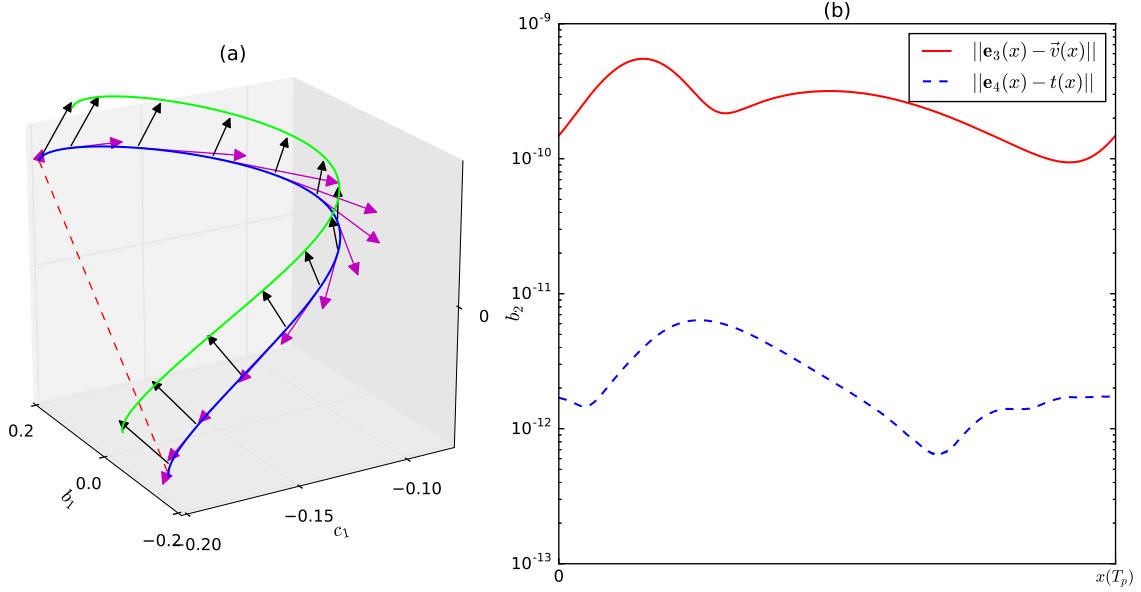 (a)
0.2
0.0
-0.2
b₁
-0.20
−0.15
−0.10
c₁
0
b₂
(b)
10⁻⁹
10⁻¹⁰
10⁻¹¹
10⁻¹²
10⁻¹³
||e₃(x) − v⃗(x)||
||e₄(x) − t(x)||
0
x(Tₚ)